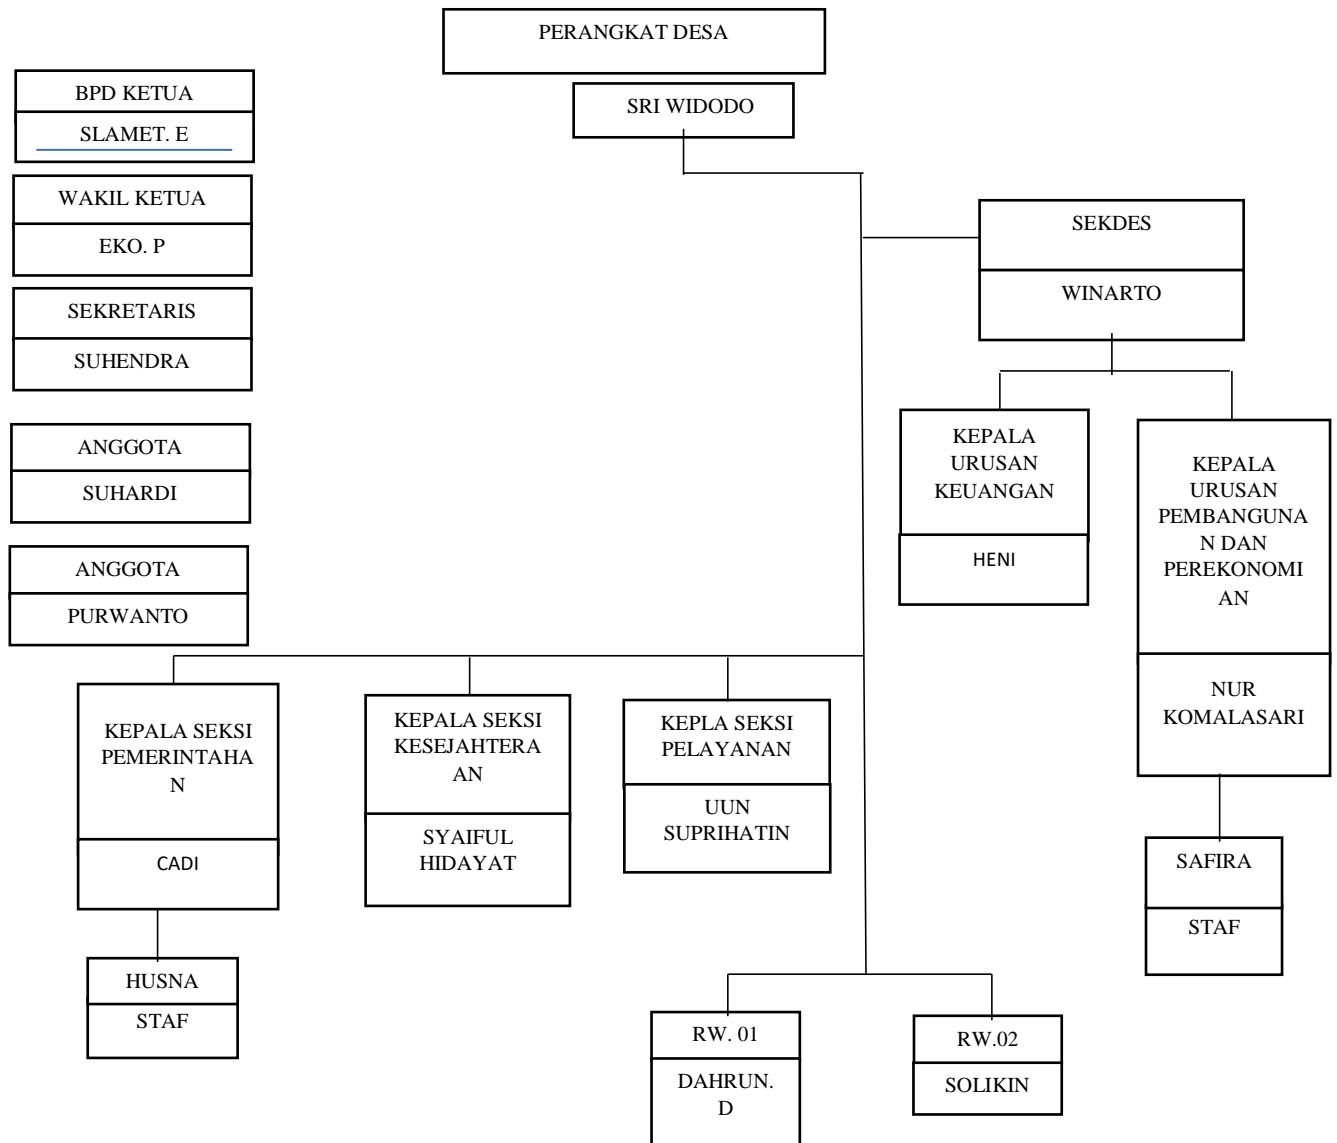 PERANGKAT DESA
SRI WIDODO
BPD KETUA
SLAMET. E
WAKIL KETUA
EKO. P
SEKRETARIS
SUHENDRA
ANGGOTA
SUHARDI
ANGGOTA
PURWANTO
SEKDES
WINARTO
KEPALA
URUSAN
KEUANGAN
HENI
KEPALA
URUSAN
PEMBANGUNA
N DAN
PEREKONOMI
AN
NUR
KOMALASARI
SAFIRA
STAF
KEPALA SEKSI
PEMERINTAHA
N
CADI
HUSNA
STAF
KEPALA SEKSI
KESEJAHTERA
AN
SYAIFUL
HIDAYAT
KEPLA SEKSI
PELAYANAN
UUN
SUPRIHATIN
RW. 01
DAHRUN.
D
RW.02
SOLIKIN